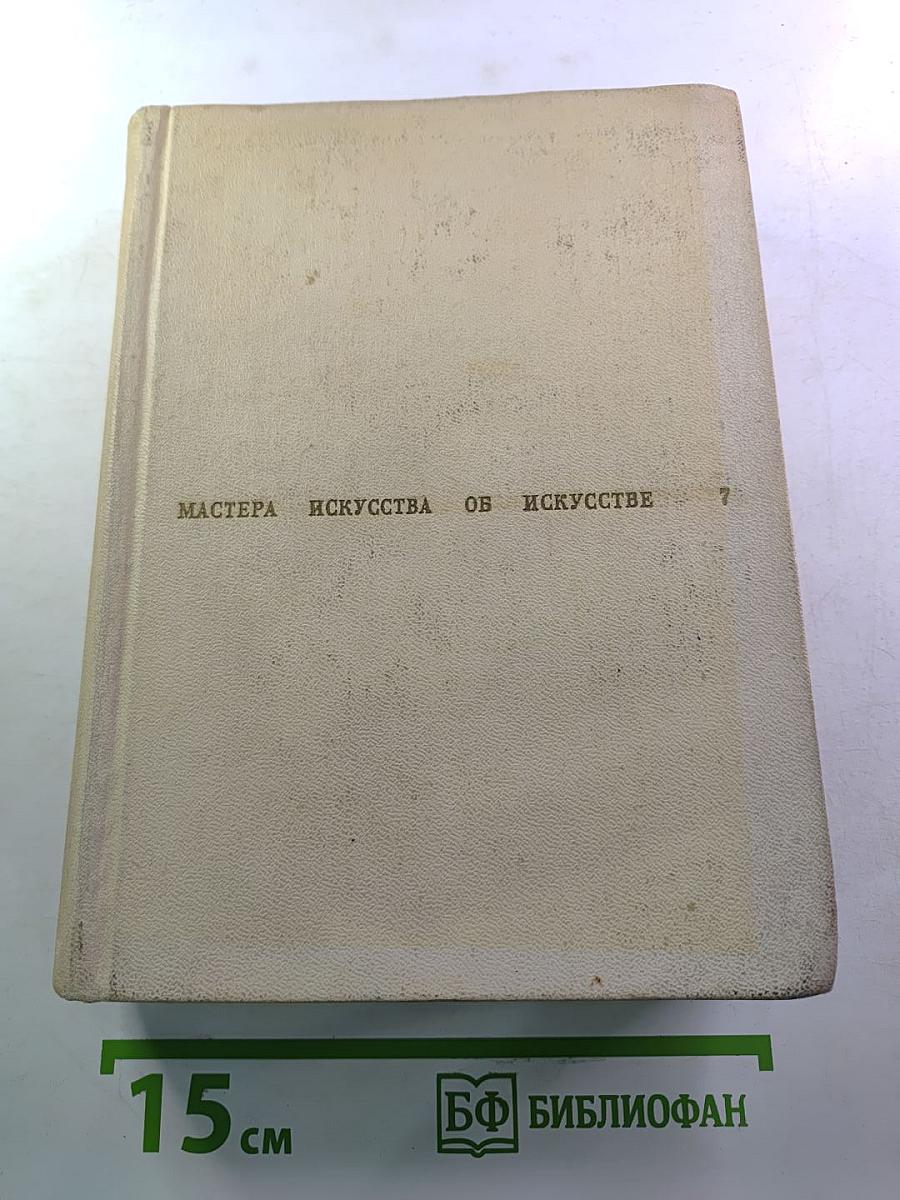 МАСТЕРА ИСКУССТВА ОБ ИСКУССТВЕ 7
15 см
БФ БИБЛИОФАН